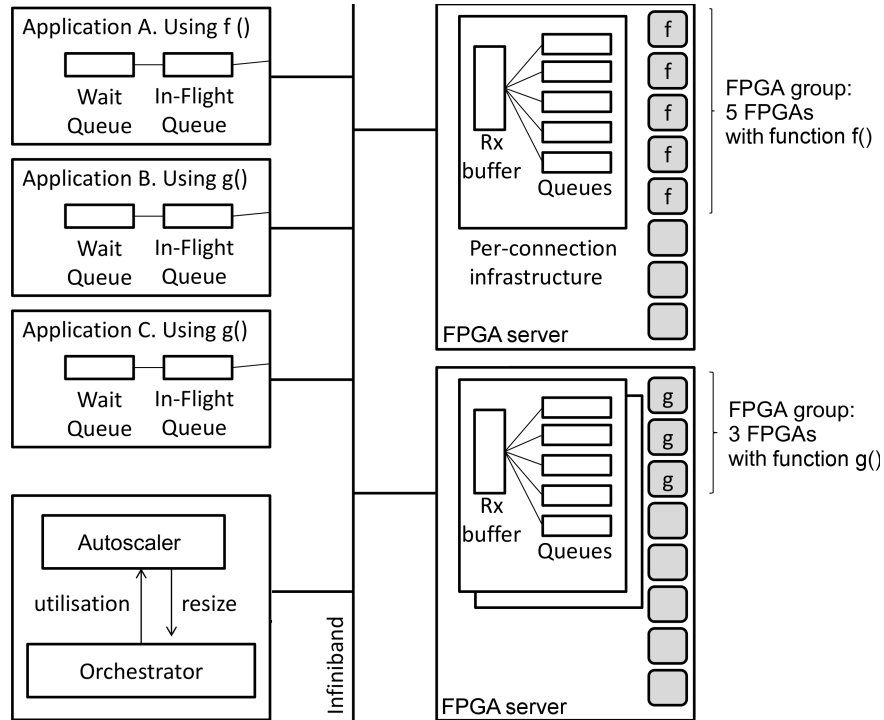 Application A. Using f ()
Wait
Queue
In-Flight
Queue
Application B. Using g()
Wait
Queue
In-Flight
Queue
Application C. Using g()
Wait
Queue
In-Flight
Queue
Autoscaler
utilisation
resize
Orchestrator
Infiniband
Rx
buffer
Queues
Per-connection
infrastructure
FPGA server
f
f
f
f
f
FPGA group:
5 FPGAs
with function f()
Rx
buffer
Queues
FPGA server
g
g
g
FPGA group:
3 FPGAs
with function g()